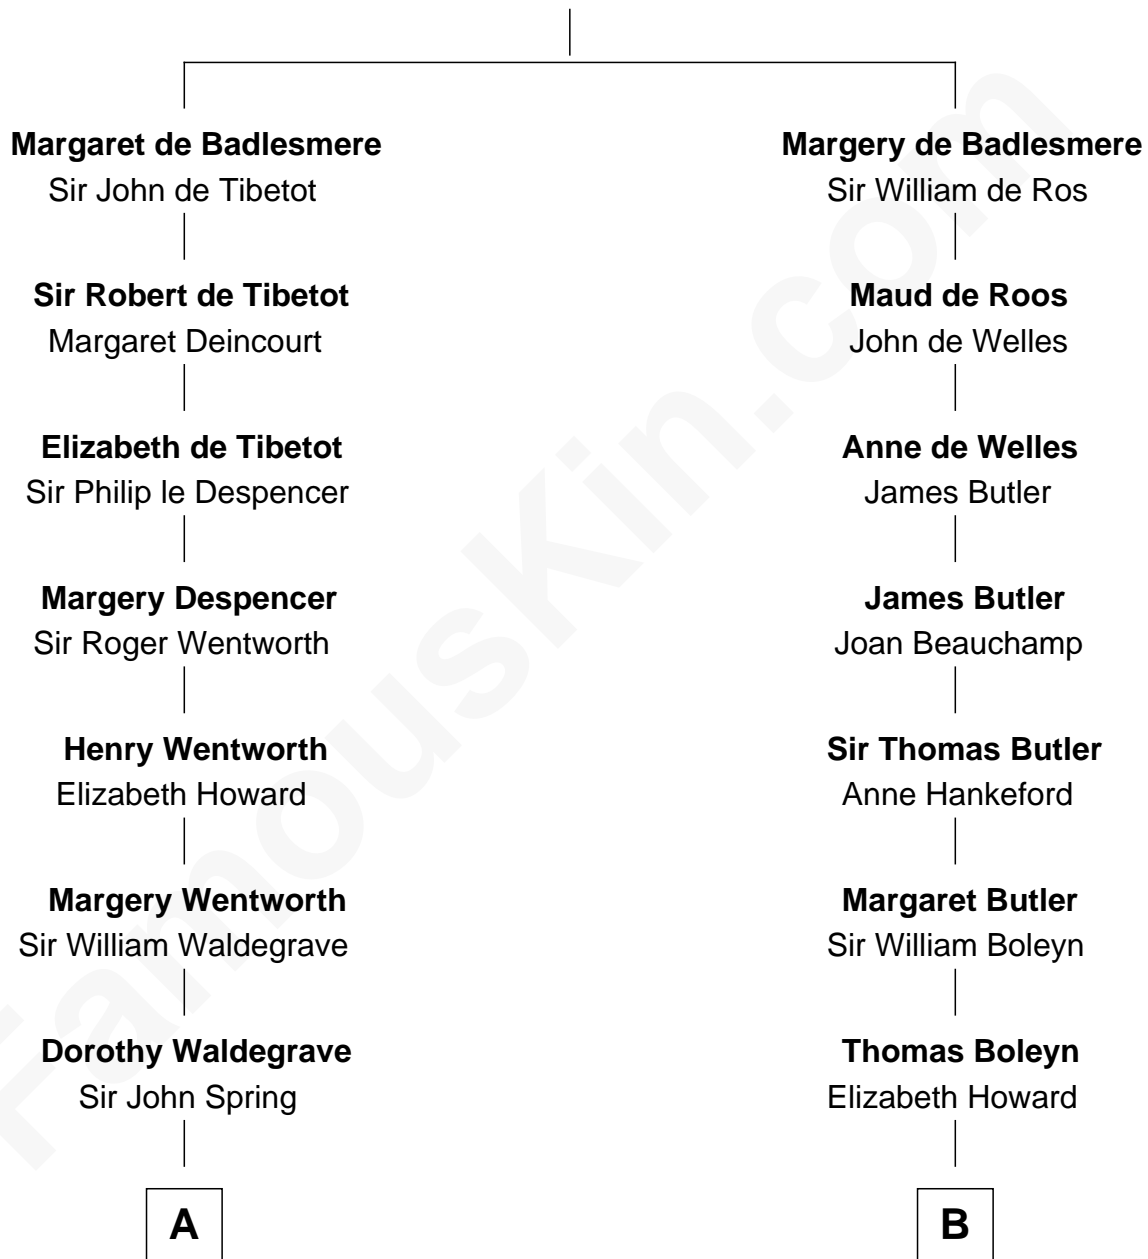 Margaret de Badlesmere
Sir John de Tibetot
Sir Robert de Tibetot
Margaret Deincourt
Elizabeth de Tibetot
Sir Philip le Despencer
Margery Despencer
Sir Roger Wentworth
Henry Wentworth
Elizabeth Howard
Margery Wentworth
Sir William Waldegrave
Dorothy Waldegrave
Sir John Spring
A
Margery de Badlesmere
Sir William de Ros
Maud de Roos
John de Welles
Anne de Welles
James Butler
James Butler
Joan Beauchamp
Sir Thomas Butler
Anne Hankeford
Margaret Butler
Sir William Boleyn
Thomas Boleyn
Elizabeth Howard
B
FamousKin.com